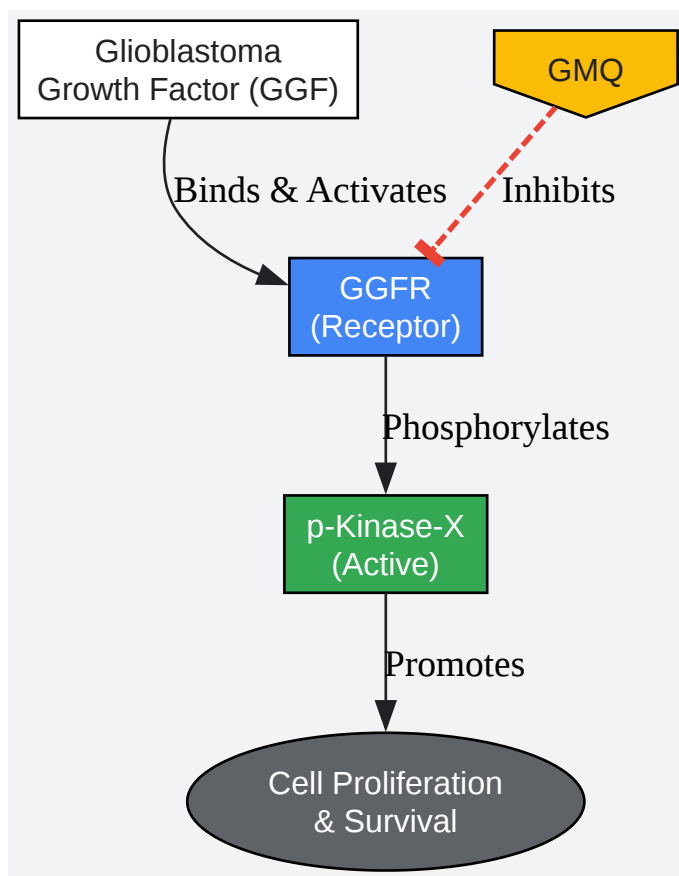 Glioblastoma
Growth Factor (GGF)
GMQ
Binds & Activates
Inhibits
GGFR
(Receptor)
Phosphorylates
p-Kinase-X
(Active)
Promotes
Cell Proliferation
& Survival